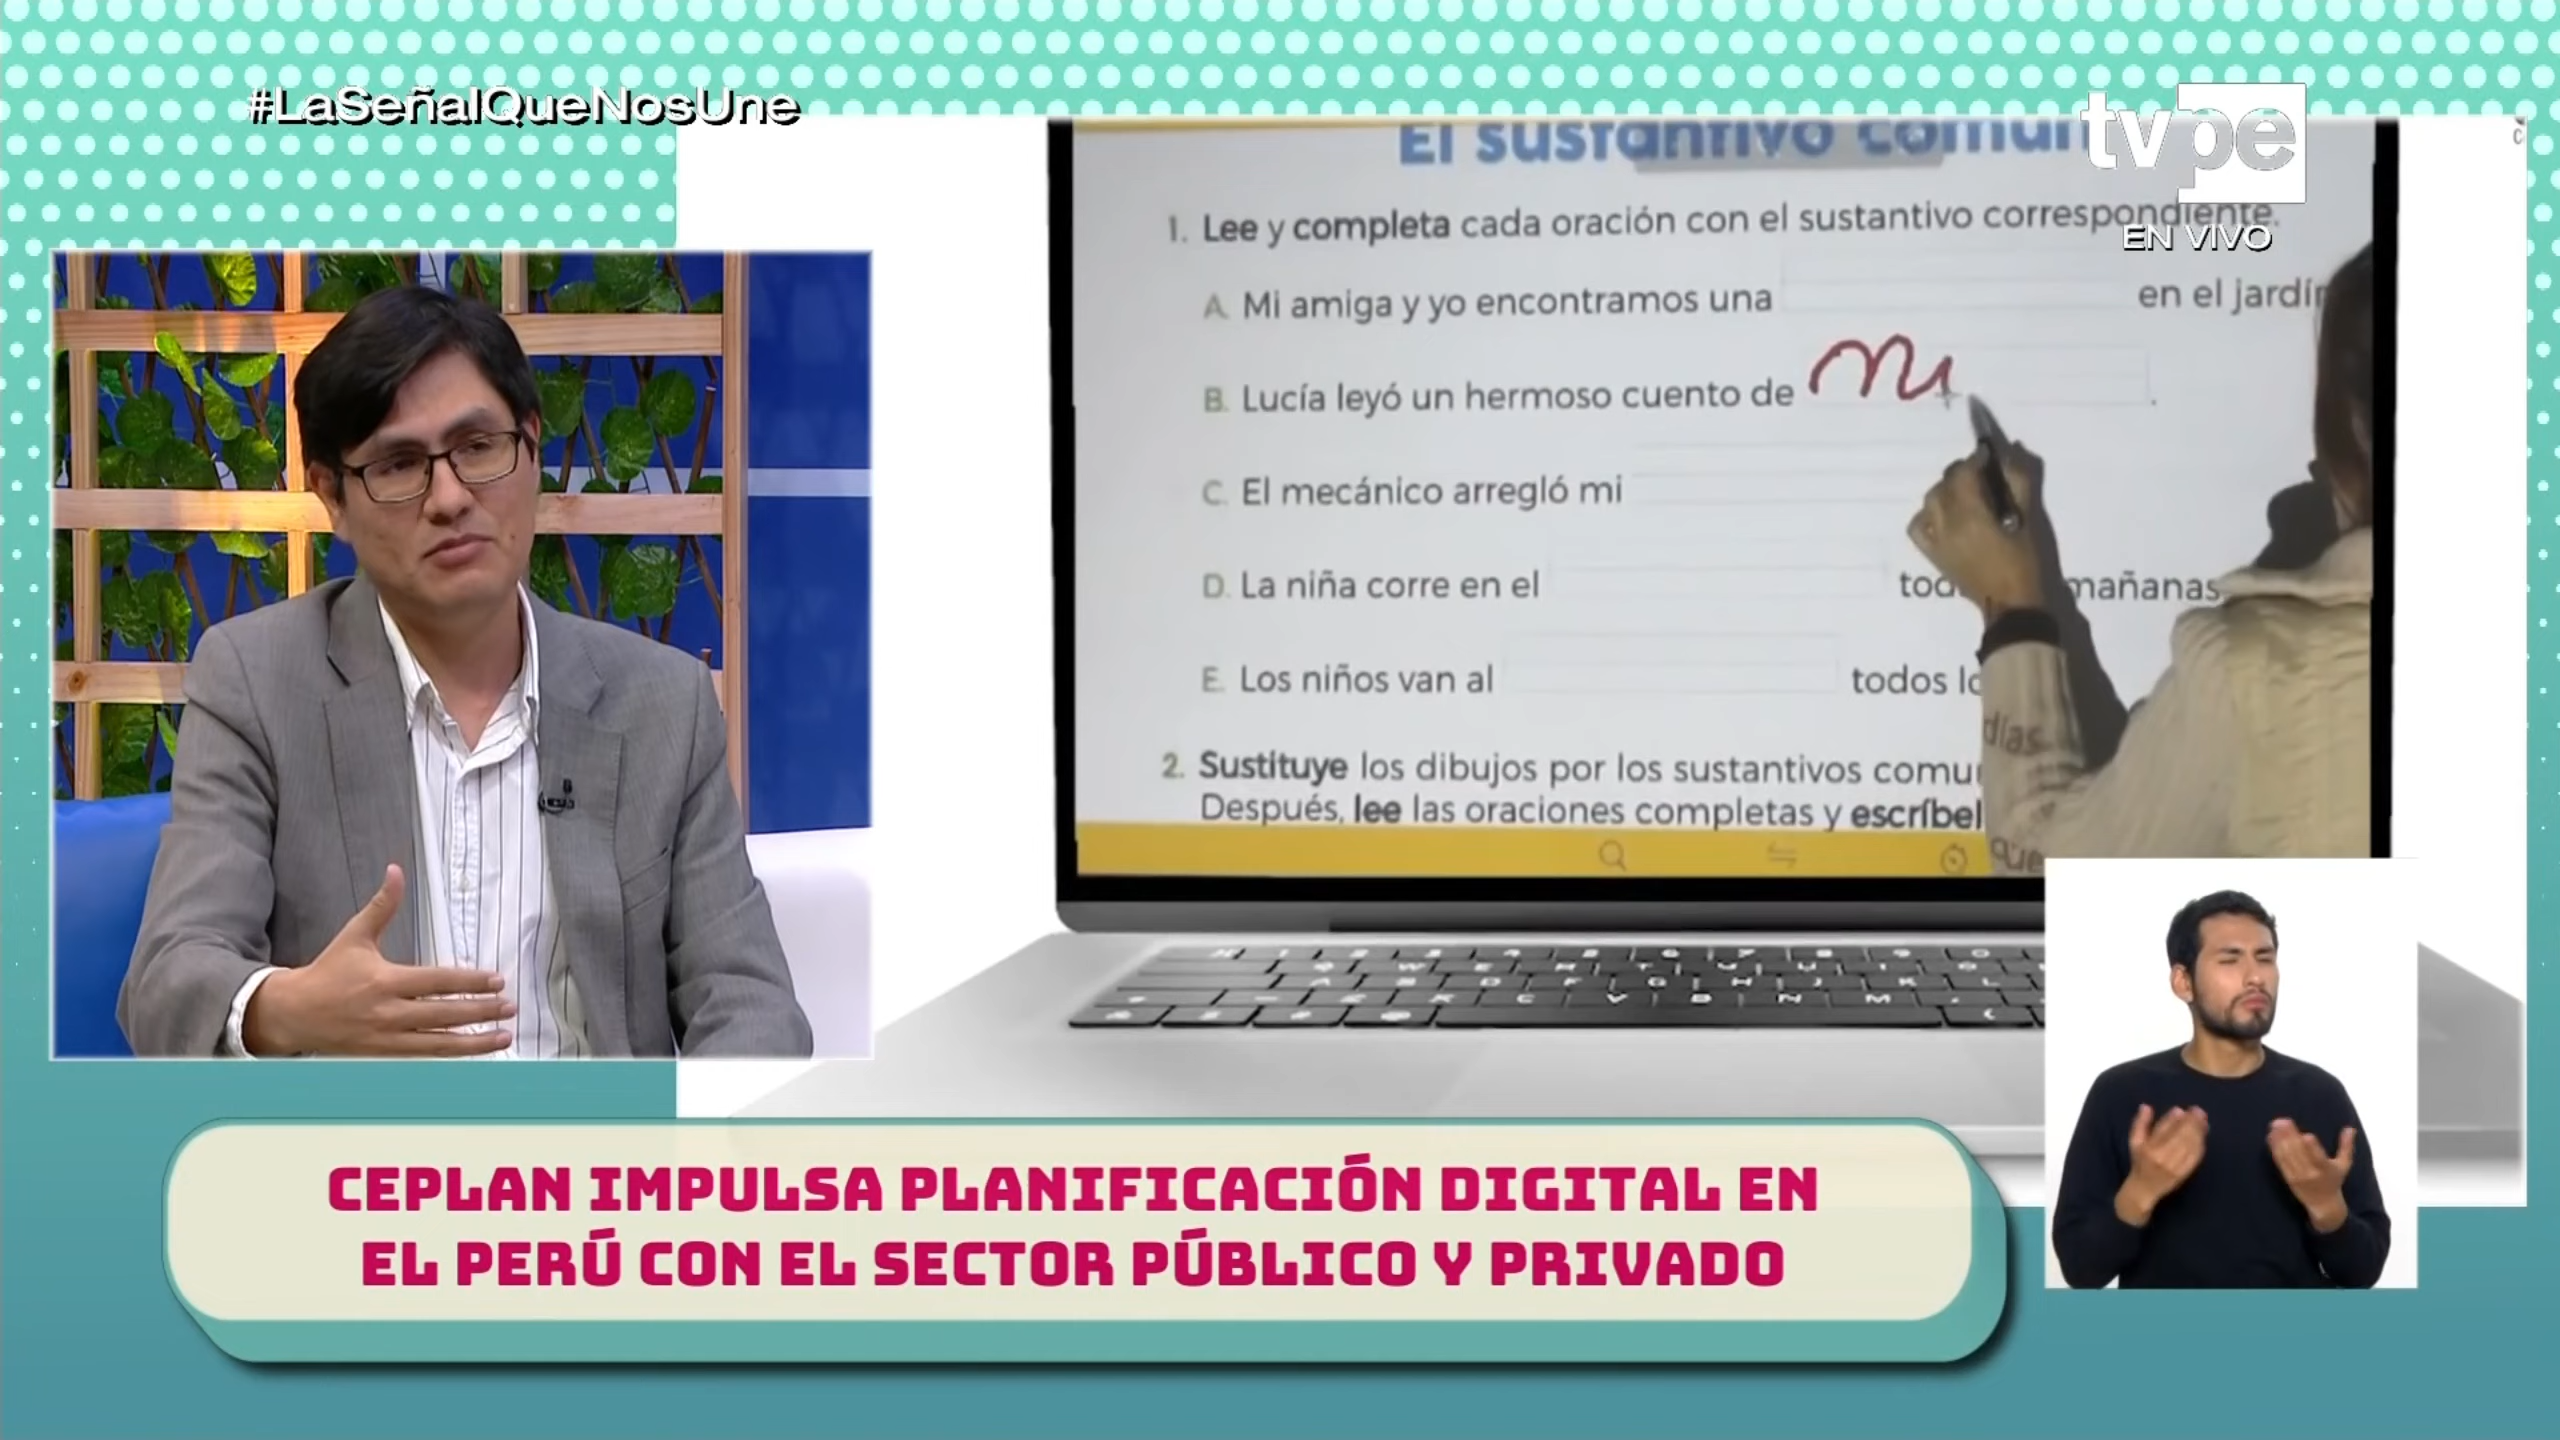 #LaSeñalQueNosUne
tvpe
EN VIVO
El sustantivo común
1. Lee y completa cada oración con el sustantivo correspondiente.
A. Mi amiga y yo encontramos una en el jardín
B. Lucía leyó un hermoso cuento de .
C. El mecánico arregló mi
D. La niña corre en el mañanas
E. Los niños van al todos
días
2. Sustituye los dibujos por los sustantivos
Después, lee las oraciones completas y
CEPLAN IMPULSA PLANIFICACIÓN DIGITAL EN
EL PERÚ CON EL SECTOR PÚBLICO Y PRIVADO